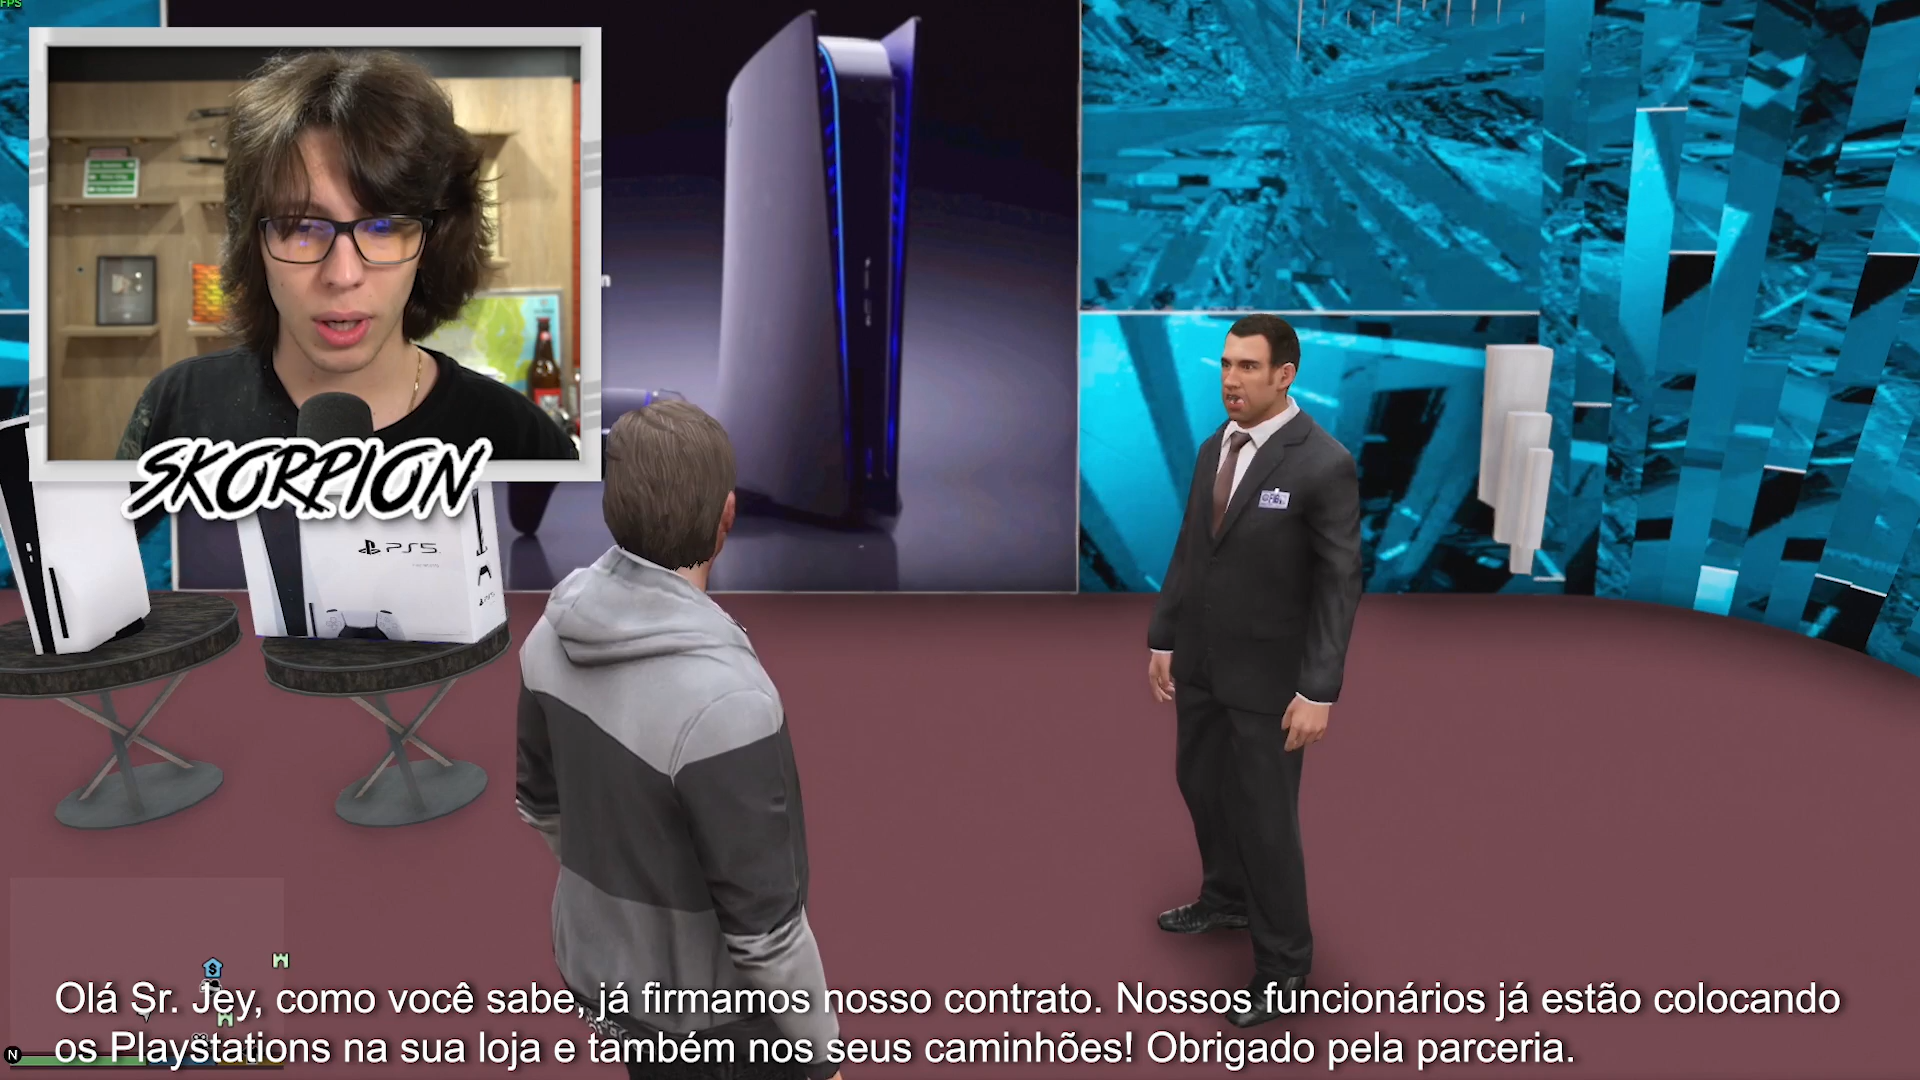 FPS
SKORPION
PS5
Olá Sr. Jey, como você sabe, já firmamos nosso contrato. Nossos funcionários já estão colocando
os Playstations na sua loja e também nos seus caminhões! Obrigado pela parceria.
N